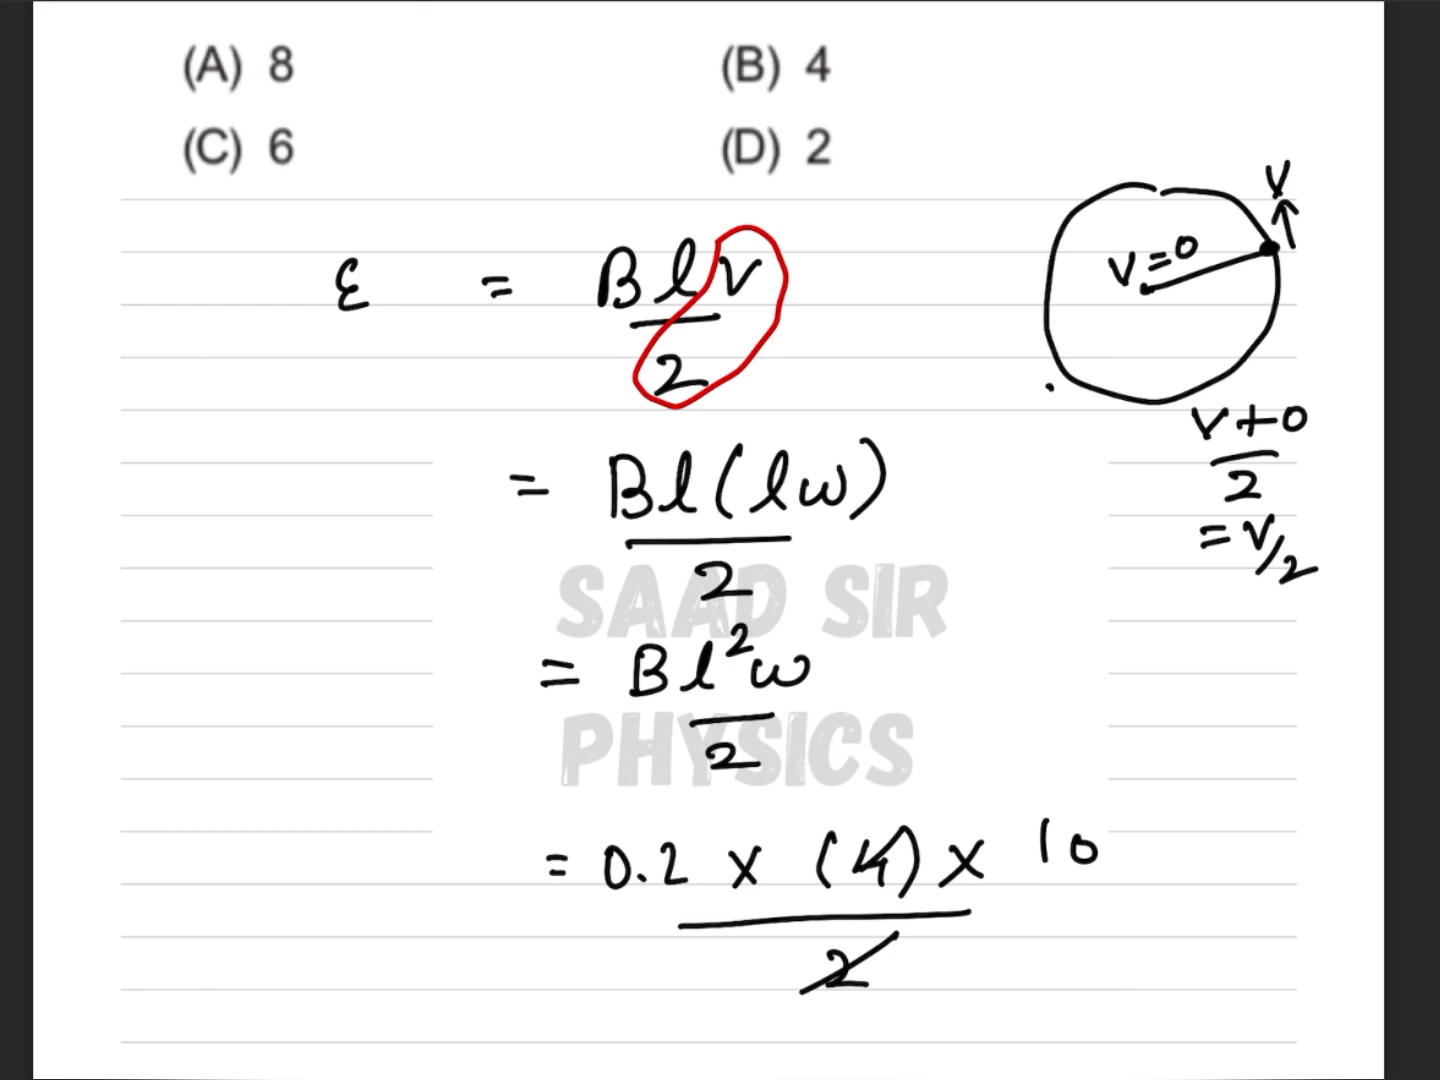 (A) 8 (B) 4
(C) 6 (D) 2
V
V=0
ε = Blv/2
V+0/2
= V/2
= Bl(lω)/2
SAAD SIR
= Bl²ω/2
PHYSICS
= 0.2 × (4) × 10/2